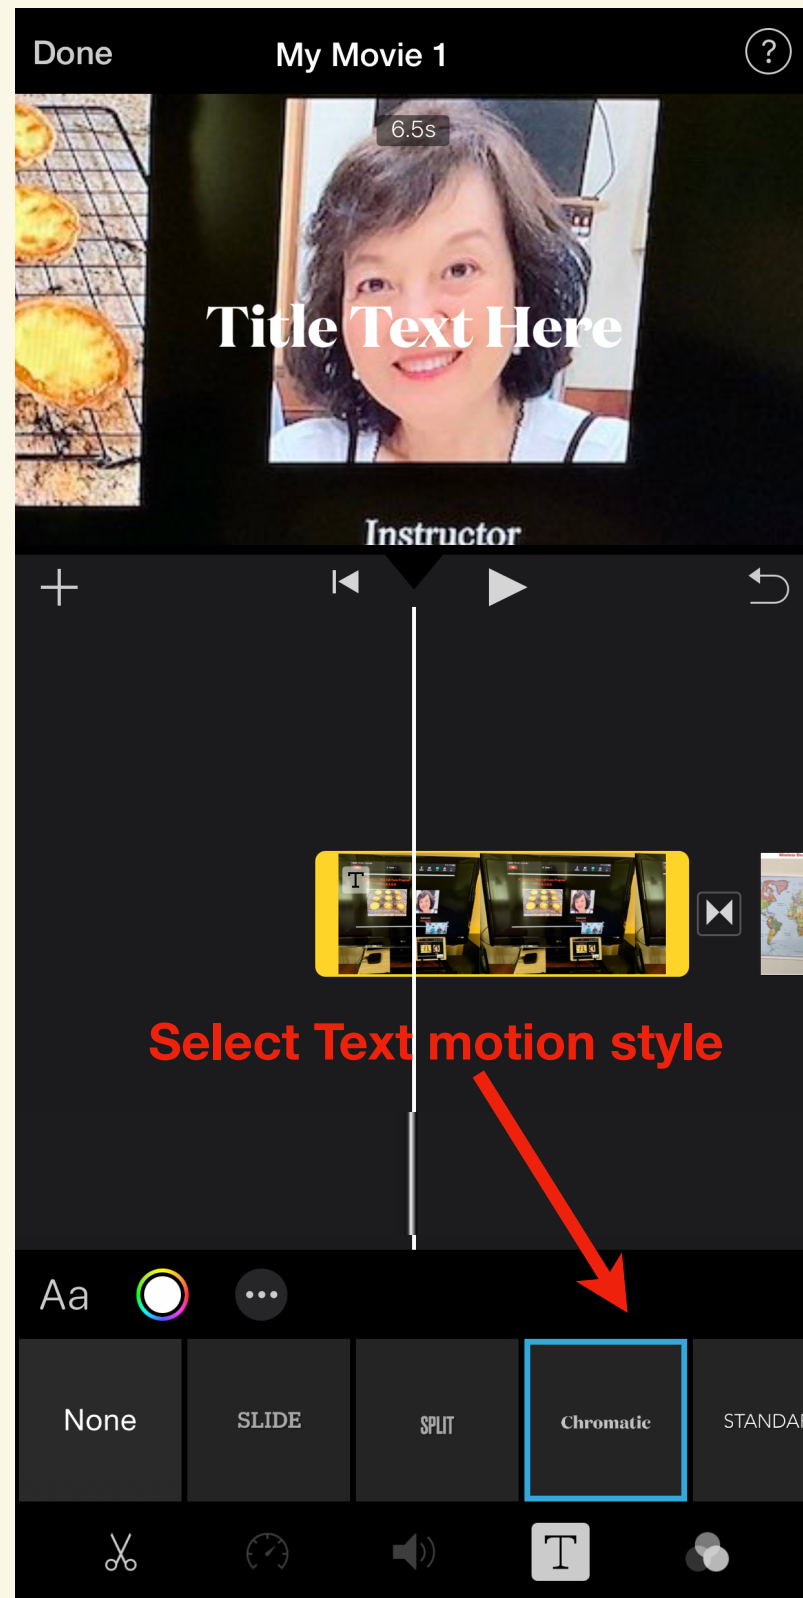 Done My Movie 1 ?
6.5s
Title Text Here
Instructor
T
Select Text motion style
Aa
None SLIDE SPLIT Chromatic STANDAR
T